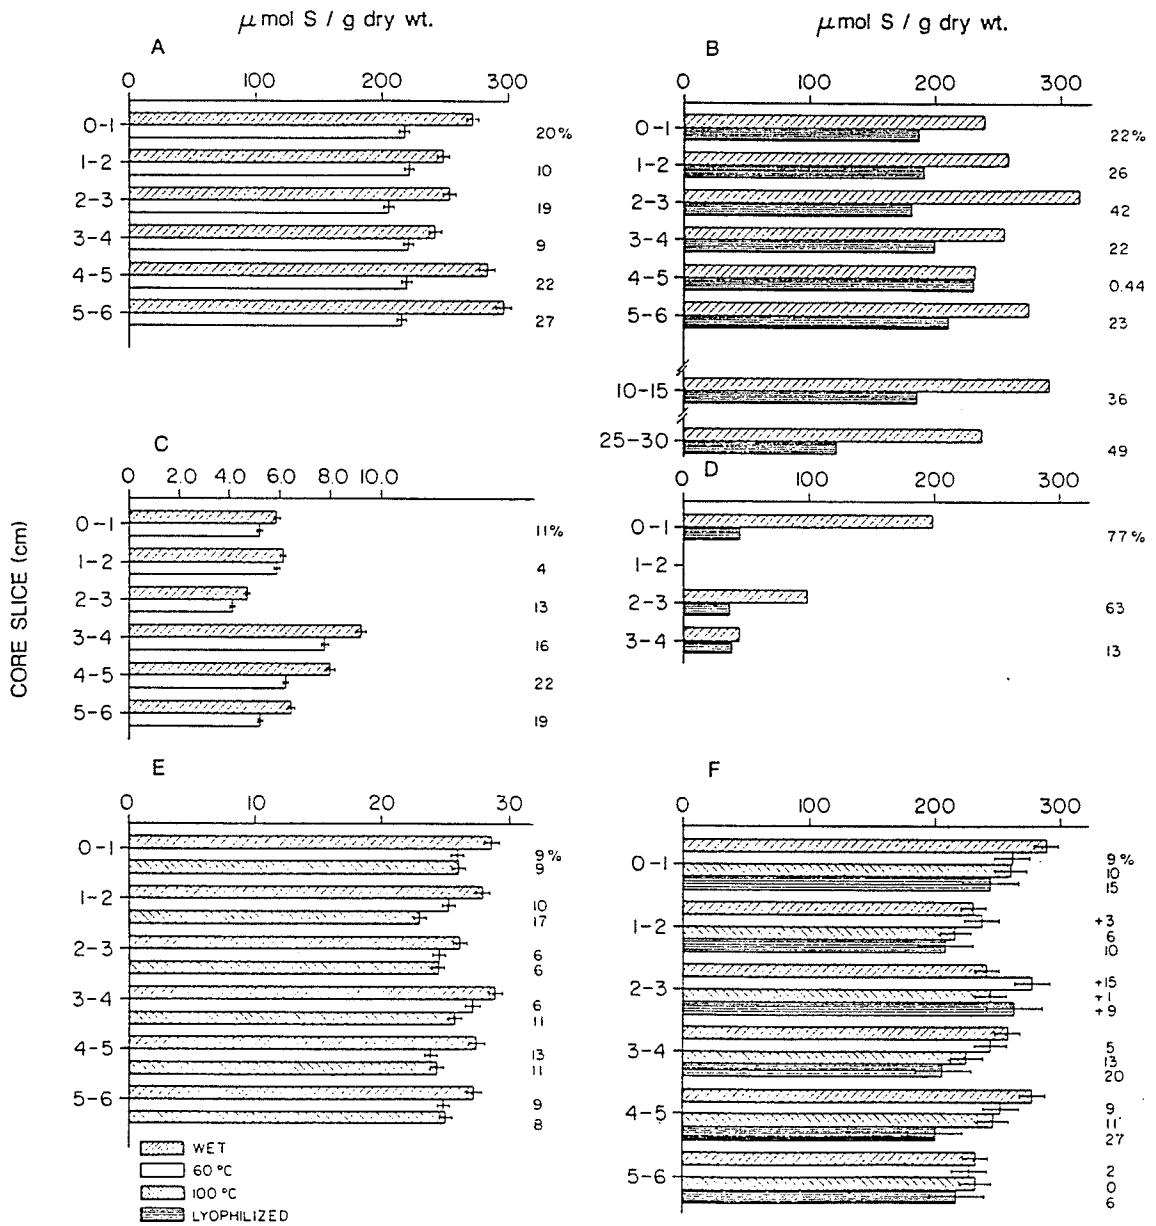 μmol S / g dry wt.
A
0 100 200 300
0-1 20%
1-2 10
2-3 19
3-4 9
4-5 22
5-6 27
μmol S / g dry wt.
B
0 100 200 300
0-1 22%
1-2 26
2-3 42
3-4 22
4-5 0.44
5-6 23
10-15 36
25-30 49
CORE SLICE (cm)
C
0 2.0 4.0 6.0 8.0 10.0
0-1 11%
1-2 4
2-3 13
3-4 16
4-5 22
5-6 19
D
0 100 200 300
0-1 77%
1-2
2-3 63
3-4 13
E
0 10 20 30
0-1 9%
9
1-2 10
17
2-3 6
6
3-4 6
11
4-5 13
11
5-6 9
8
WET
60 °C
100 °C
LYOPHILIZED
F
0 100 200 300
0-1 9%
10
15
1-2 +3
6
10
2-3 +15
+1
+9
3-4 5
13
20
4-5 9
11
27
5-6 2
0
6